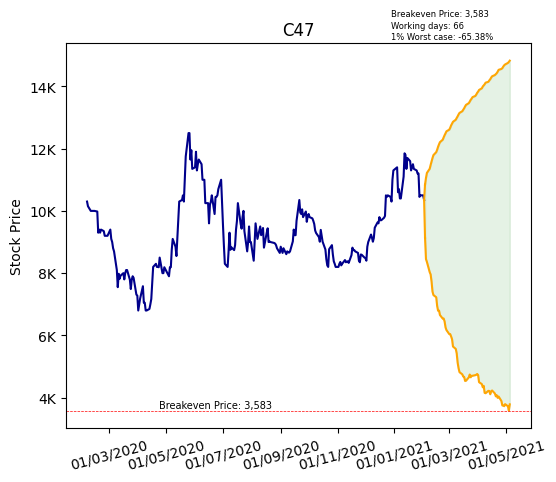 Breakeven Price: 3,583
Working days: 66
1% Worst case: -65.38%
C47
Stock Price
14K
12K
10K
8K
6K
4K
Breakeven Price: 3,583
01/03/2020
01/05/2020
01/07/2020
01/09/2020
01/11/2020
01/01/2021
01/03/2021
01/05/2021